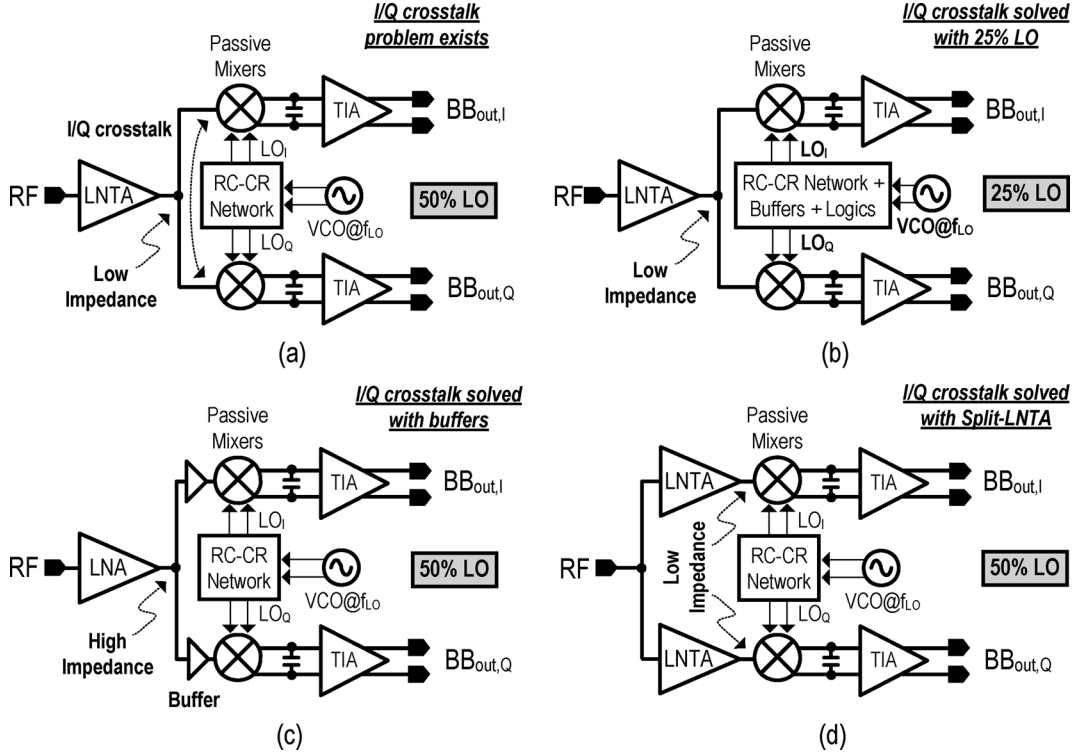 I/Q crosstalk
problem exists
Passive
Mixers
TIA
BBout,I
I/Q crosstalk
LOI
RF
LNTA
RC-CR
Network
50% LO
VCO@fLO
LOQ
Low
Impedance
TIA
BBout,Q
(a)
I/Q crosstalk solved
with 25% LO
Passive
Mixers
TIA
BBout,I
LOI
RF
LNTA
RC-CR Network +
Buffers + Logics
25% LO
VCO@fLO
LOQ
Low
Impedance
TIA
BBout,Q
(b)
I/Q crosstalk solved
with buffers
Passive
Mixers
TIA
BBout,I
LOI
RF
LNA
RC-CR
Network
50% LO
VCO@fLO
LOQ
High
Impedance
TIA
BBout,Q
Buffer
(c)
I/Q crosstalk solved
with Split-LNTA
Passive
Mixers
LNTA
TIA
BBout,I
LOI
RF
Low
Impedance
RC-CR
Network
50% LO
VCO@fLO
LOQ
LNTA
TIA
BBout,Q
(d)